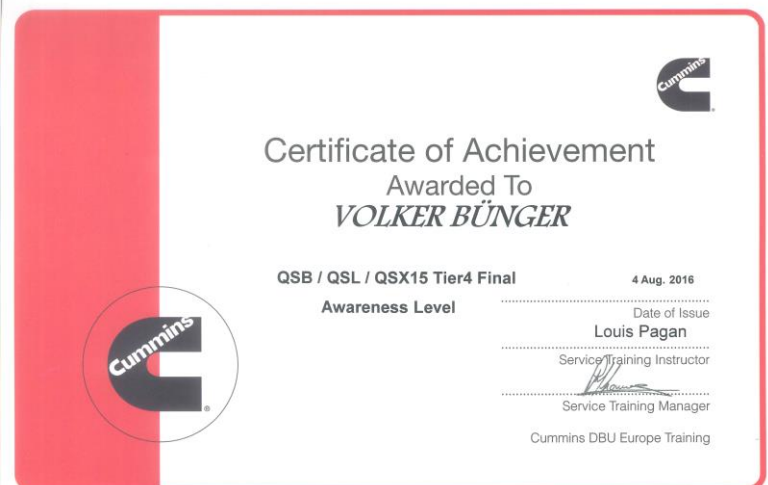 Cummins
Certificate of Achievement
Awarded To
VOLKER BÜNGER
QSB / QSL / QSX15 Tier4 Final
Awareness Level
4 Aug. 2016
Date of Issue
Louis Pagan
Service Training Instructor
Service Training Manager
Cummins DBU Europe Training
Cummins